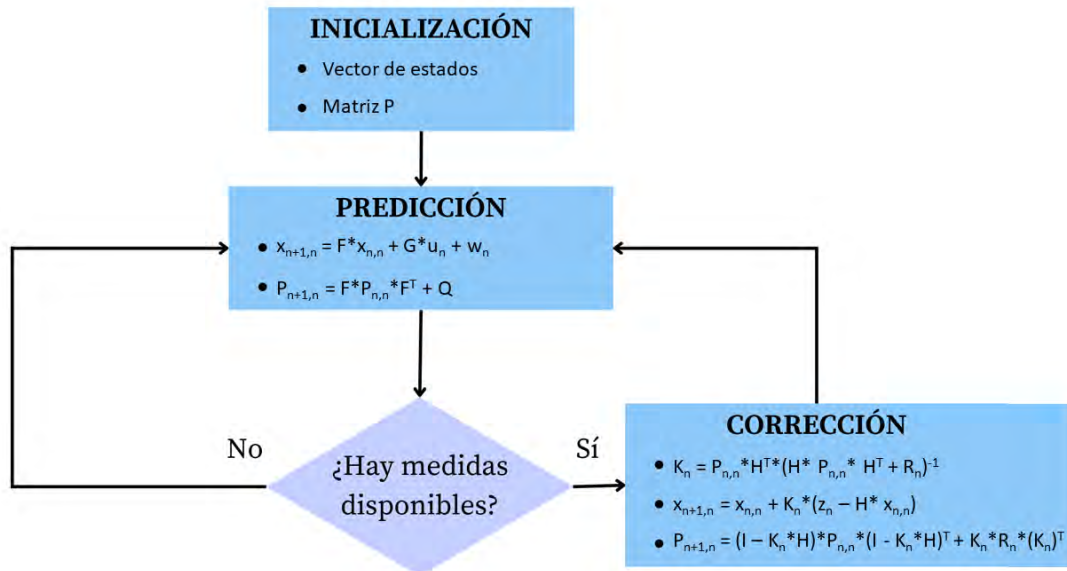 INICIALIZACIÓN
● Vector de estados
● Matriz P
PREDICCIÓN
● xₙ₊₁,ₙ = F*xₙ,ₙ + G*uₙ + wₙ
● Pₙ₊₁,ₙ = F*Pₙ,ₙ*Fᵀ + Q
No
¿Hay medidas
disponibles?
Sí
CORRECCIÓN
● Kₙ = Pₙ,ₙ*Hᵀ*(H* Pₙ,ₙ* Hᵀ + Rₙ)⁻¹
● xₙ₊₁,ₙ = xₙ,ₙ + Kₙ*(zₙ – H* xₙ,ₙ)
● Pₙ₊₁,ₙ = (I – Kₙ*H)*Pₙ,ₙ*(I - Kₙ*H)ᵀ + Kₙ*Rₙ*(Kₙ)ᵀ